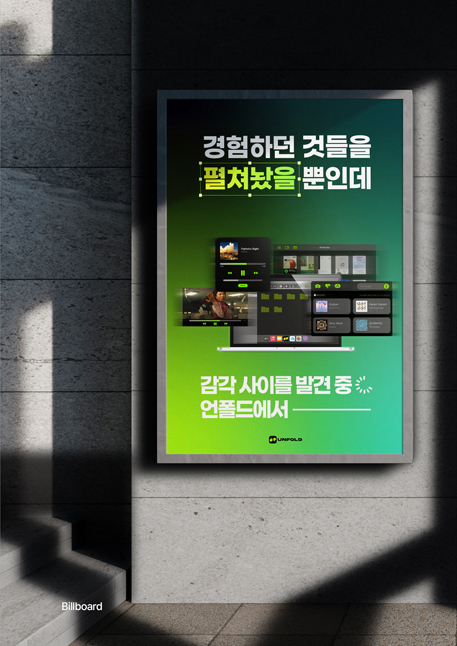 경험하던 것들을
펼쳐놨을 뿐인데
감각 사이를 발견 중
언폴드에서
UNFOLD
Billboard